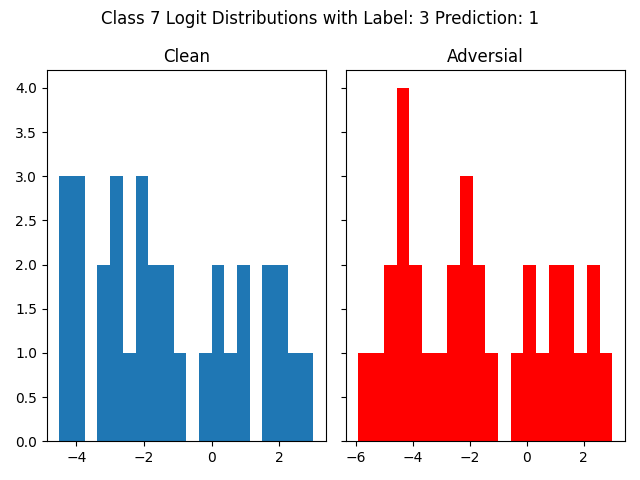 Class 7 Logit Distributions with Label: 3 Prediction: 1
Clean
Adversial
4.0
3.5
3.0
2.5
2.0
1.5
1.0
0.5
0.0
−4 −2 0 2
−6 −4 −2 0 2